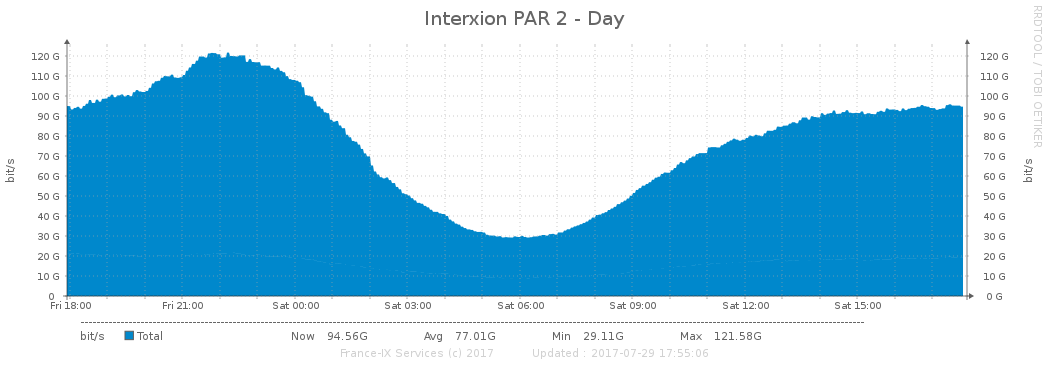 Interxion PAR 2 - Day
RRDTOOL / TOBI OETIKER
bit/s
120 G
110 G
100 G
90 G
80 G
70 G
60 G
50 G
40 G
30 G
20 G
10 G
0
120 G
110 G
100 G
90 G
80 G
70 G
60 G
50 G
40 G
30 G
20 G
10 G
0 G
bit/s
Fri 18:00 Fri 21:00 Sat 00:00 Sat 03:00 Sat 06:00 Sat 09:00 Sat 12:00 Sat 15:00
bit/s Total Now 94.56G Avg 77.01G Min 29.11G Max 121.58G
France-IX Services (c) 2017 Updated : 2017-07-29 17:55:06